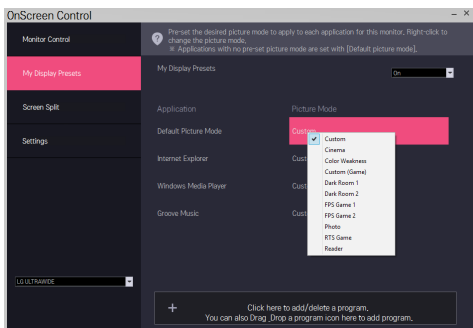 OnScreen Control
Monitor Control
My Display Presets
Screen Split
Settings
LG ULTRAWIDE
Pre-set the desired picture mode to apply to each application for this monitor. Right-click to
change the picture mode.
※ Applications with no pre-set picture mode are set with [Default picture mode].
My Display Presets
On
Application
Picture Mode
Default Picture Mode
Custom
Internet Explorer
Cust
Windows Media Player
Cust
Groove Music
Cust
Custom
Cinema
Color Weakness
Custom (Game)
Dark Room 1
Dark Room 2
FPS Game 1
FPS Game 2
Photo
RTS Game
Reader
+ Click here to add/delete a program.
You can also Drag_Drop a program icon here to add program.